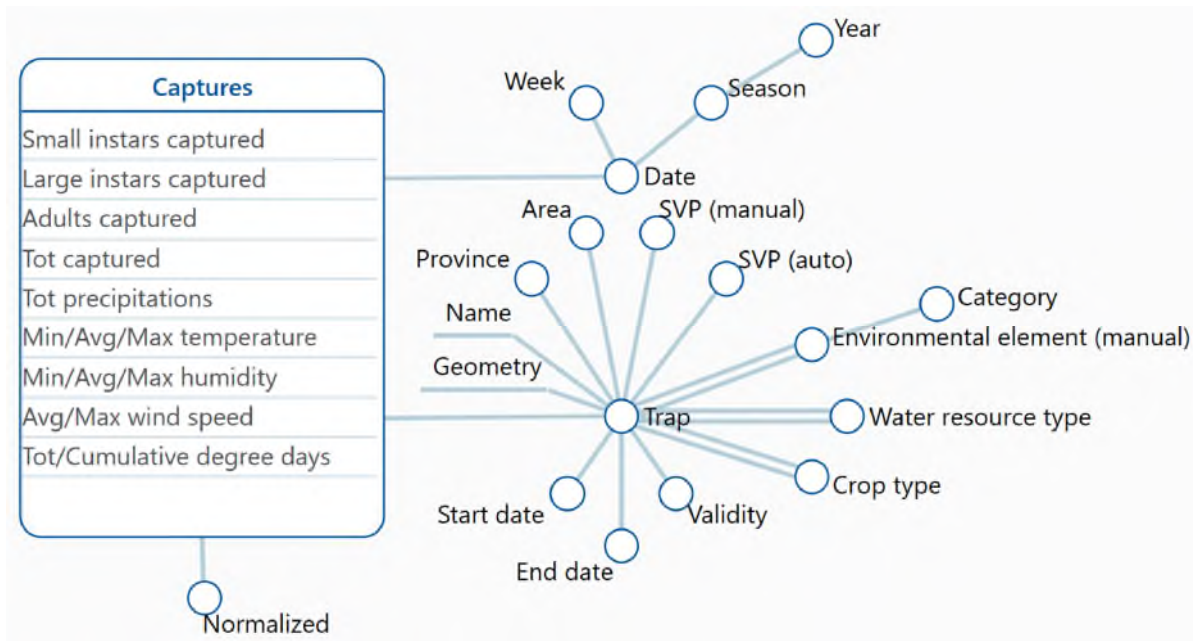 Captures
Small instars captured
Large instars captured
Adults captured
Tot captured
Tot precipitations
Min/Avg/Max temperature
Min/Avg/Max humidity
Avg/Max wind speed
Tot/Cumulative degree days
Normalized
Year
Week
Season
Date
Area
SVP (manual)
Province
SVP (auto)
Name
Category
Environmental element (manual)
Geometry
Trap
Water resource type
Crop type
Start date
Validity
End date